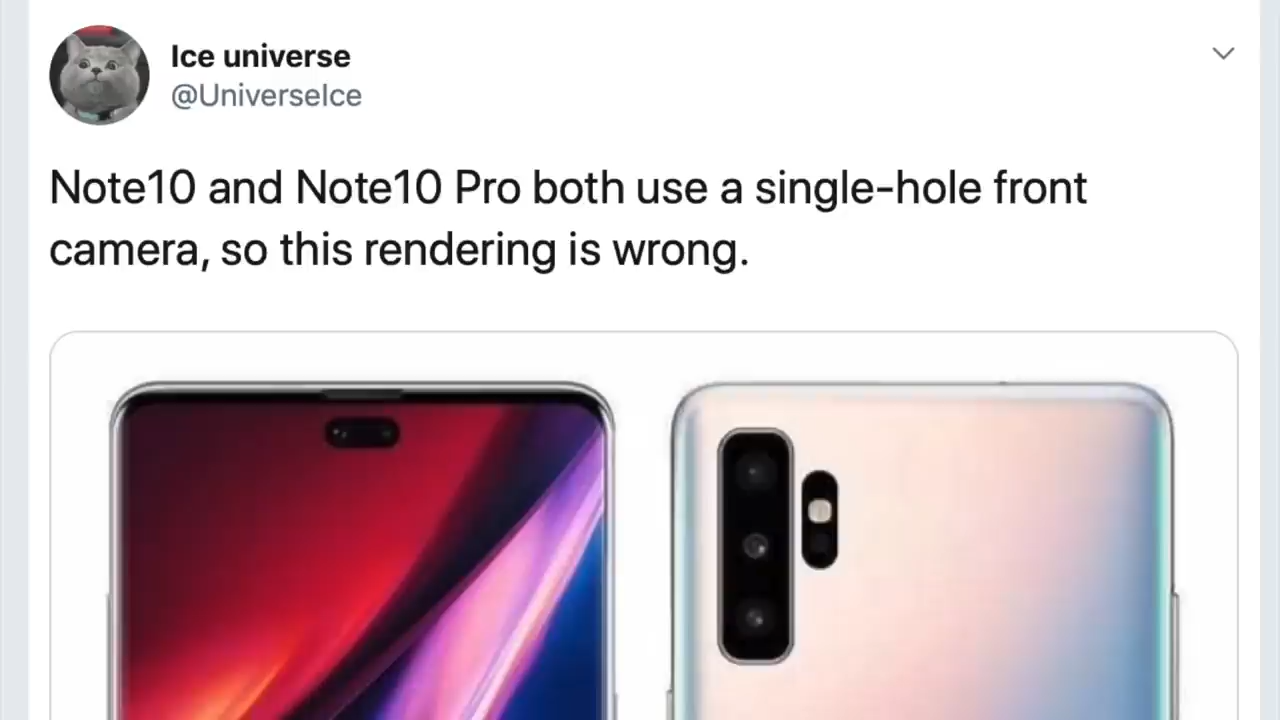 Ice universe
@UniverseIce
Note10 and Note10 Pro both use a single-hole front
camera, so this rendering is wrong.